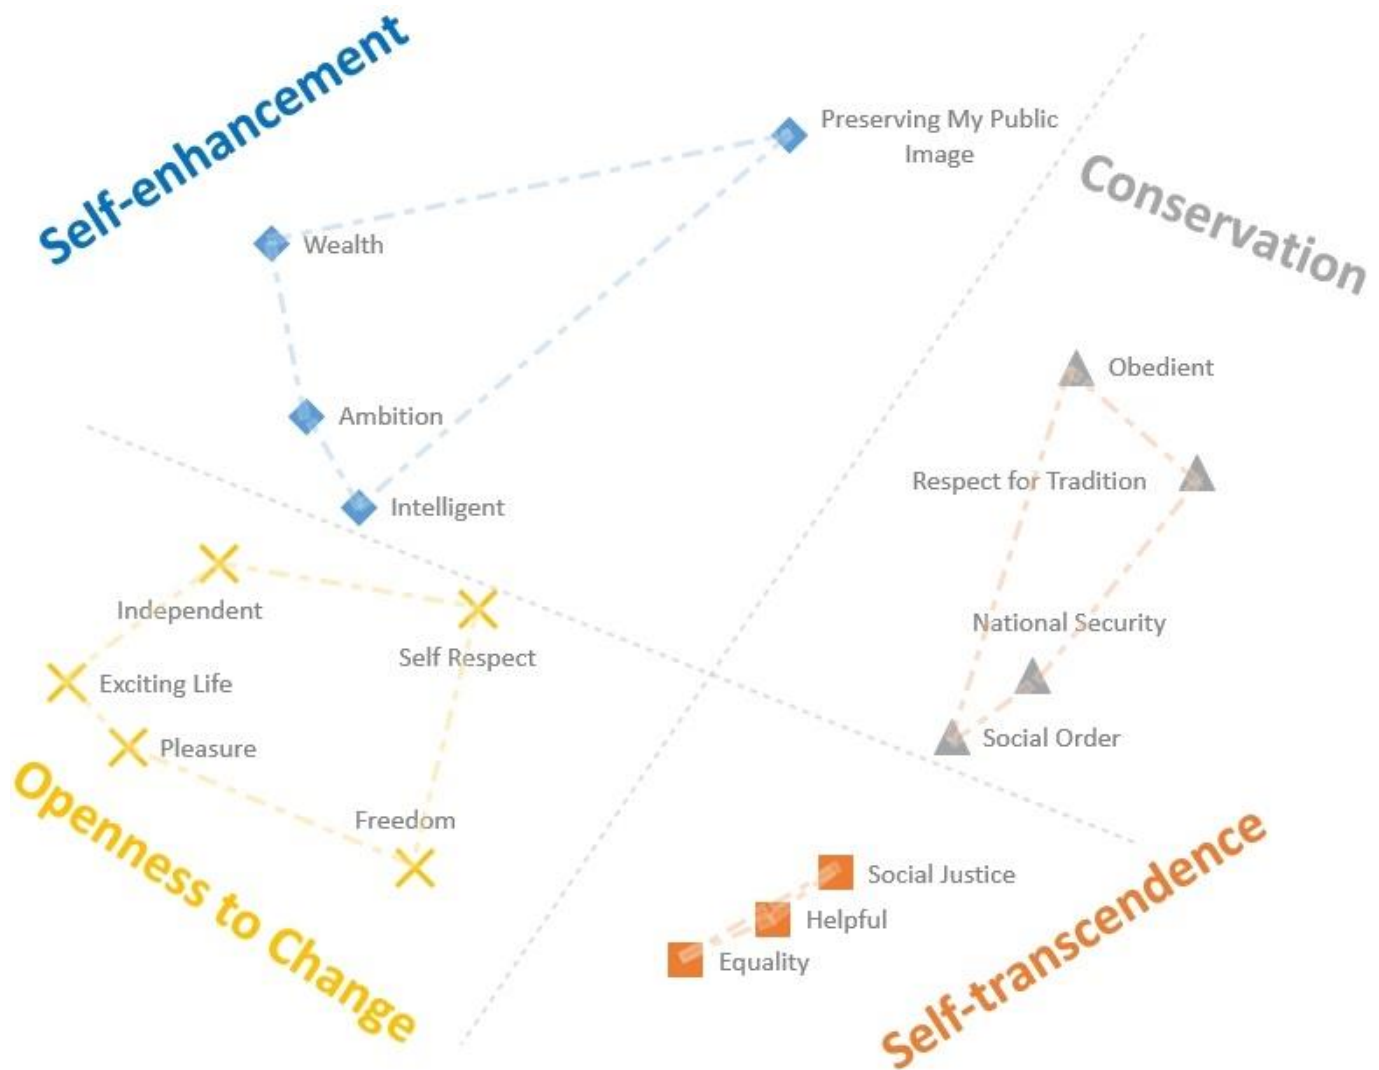 Self-enhancement
Preserving My Public
Image
Conservation
Wealth
Obedient
Ambition
Respect for Tradition
Intelligent
Independent
National Security
Self Respect
Exciting Life
Social Order
Pleasure
Openness to Change
Freedom
Social Justice
Helpful
Equality
Self-transcendence